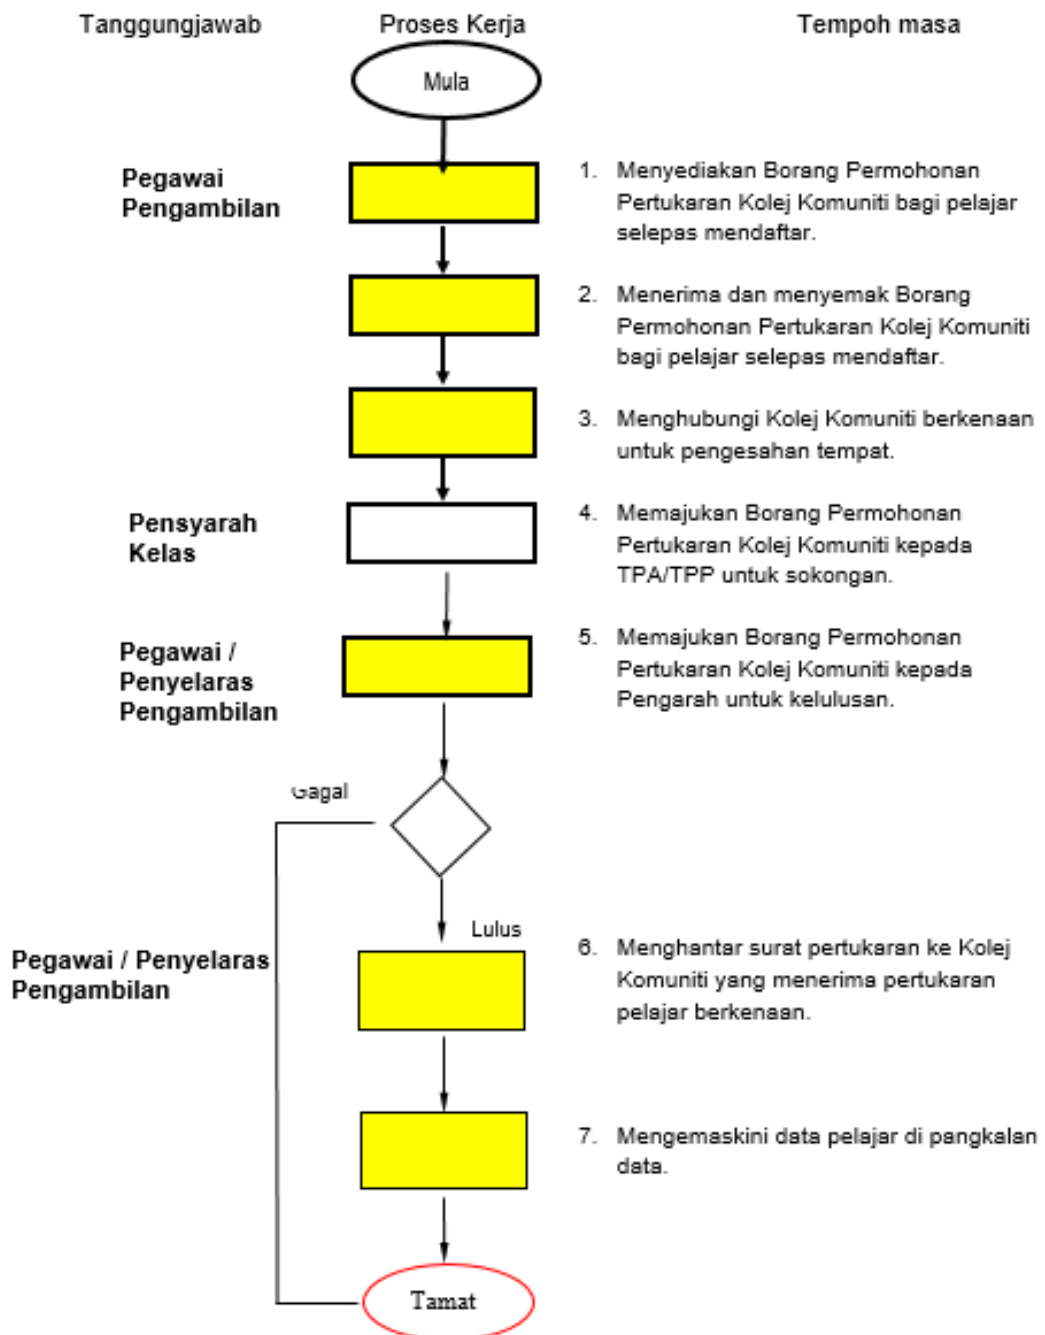 Tanggungjawab
Proses Kerja
Tempoh masa
Mula
Pegawai
Pengambilan
1. Menyediakan Borang Permohonan
Pertukaran Kolej Komuniti bagi pelajar
selepas mendaftar.
2. Menerima dan menyemak Borang
Permohonan Pertukaran Kolej Komuniti
bagi pelajar selepas mendaftar.
3. Menghubungi Kolej Komuniti berkenaan
untuk pengesahan tempat.
Pensyarah
Kelas
4. Memajukan Borang Permohonan
Pertukaran Kolej Komuniti kepada
TPA/TPP untuk sokongan.
Pegawai /
Penyelaras
Pengambilan
5. Memajukan Borang Permohonan
Pertukaran Kolej Komuniti kepada
Pengarah untuk kelulusan.
Gagal
Lulus
Pegawai / Penyelaras
Pengambilan
6. Menghantar surat pertukaran ke Kolej
Komuniti yang menerima pertukaran
pelajar berkenaan.
7. Mengemaskini data pelajar di pangkalan
data.
Tamat